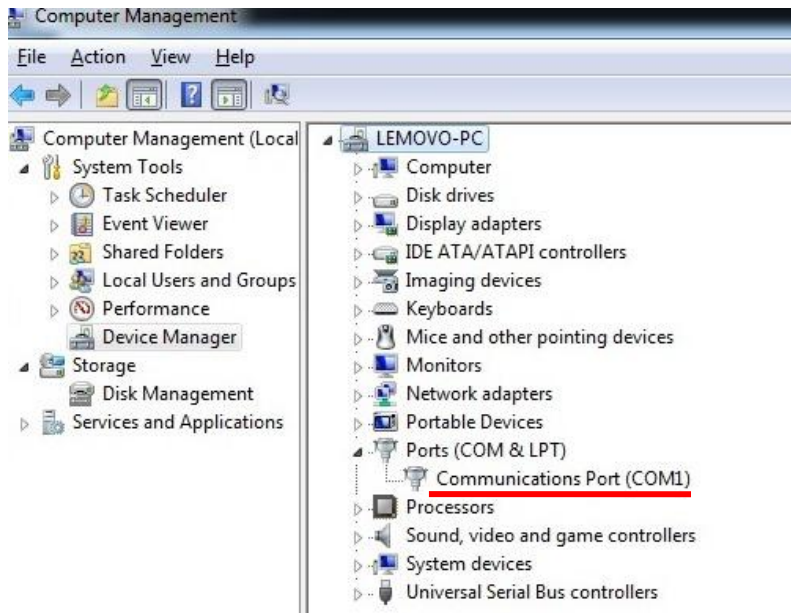 Computer Management
File Action View Help
Computer Management (Local
System Tools
Task Scheduler
Event Viewer
Shared Folders
Local Users and Groups
Performance
Device Manager
Storage
Disk Management
Services and Applications
LEMOVO-PC
Computer
Disk drives
Display adapters
IDE ATA/ATAPI controllers
Imaging devices
Keyboards
Mice and other pointing devices
Monitors
Network adapters
Portable Devices
Ports (COM & LPT)
Communications Port (COM1)
Processors
Sound, video and game controllers
System devices
Universal Serial Bus controllers